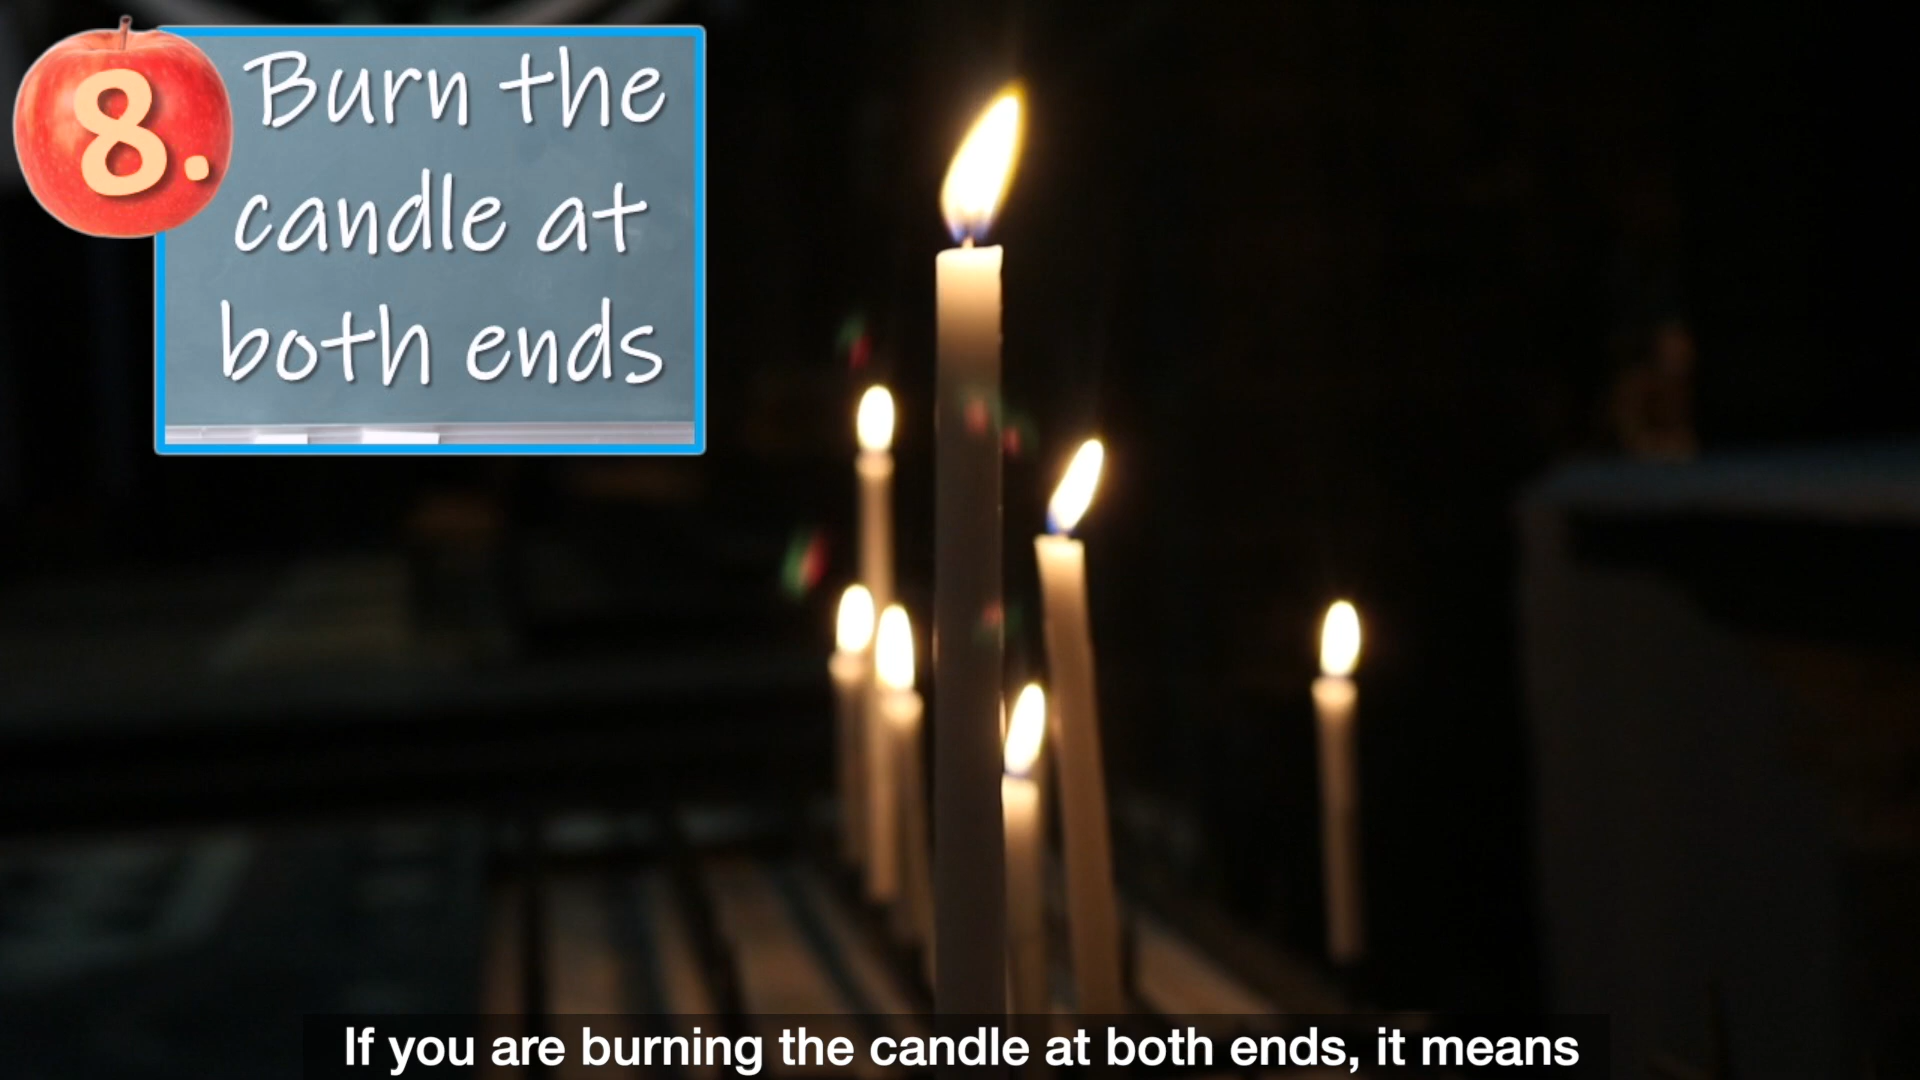 8.
Burn the
candle at
both ends
If you are burning the candle at both ends, it means